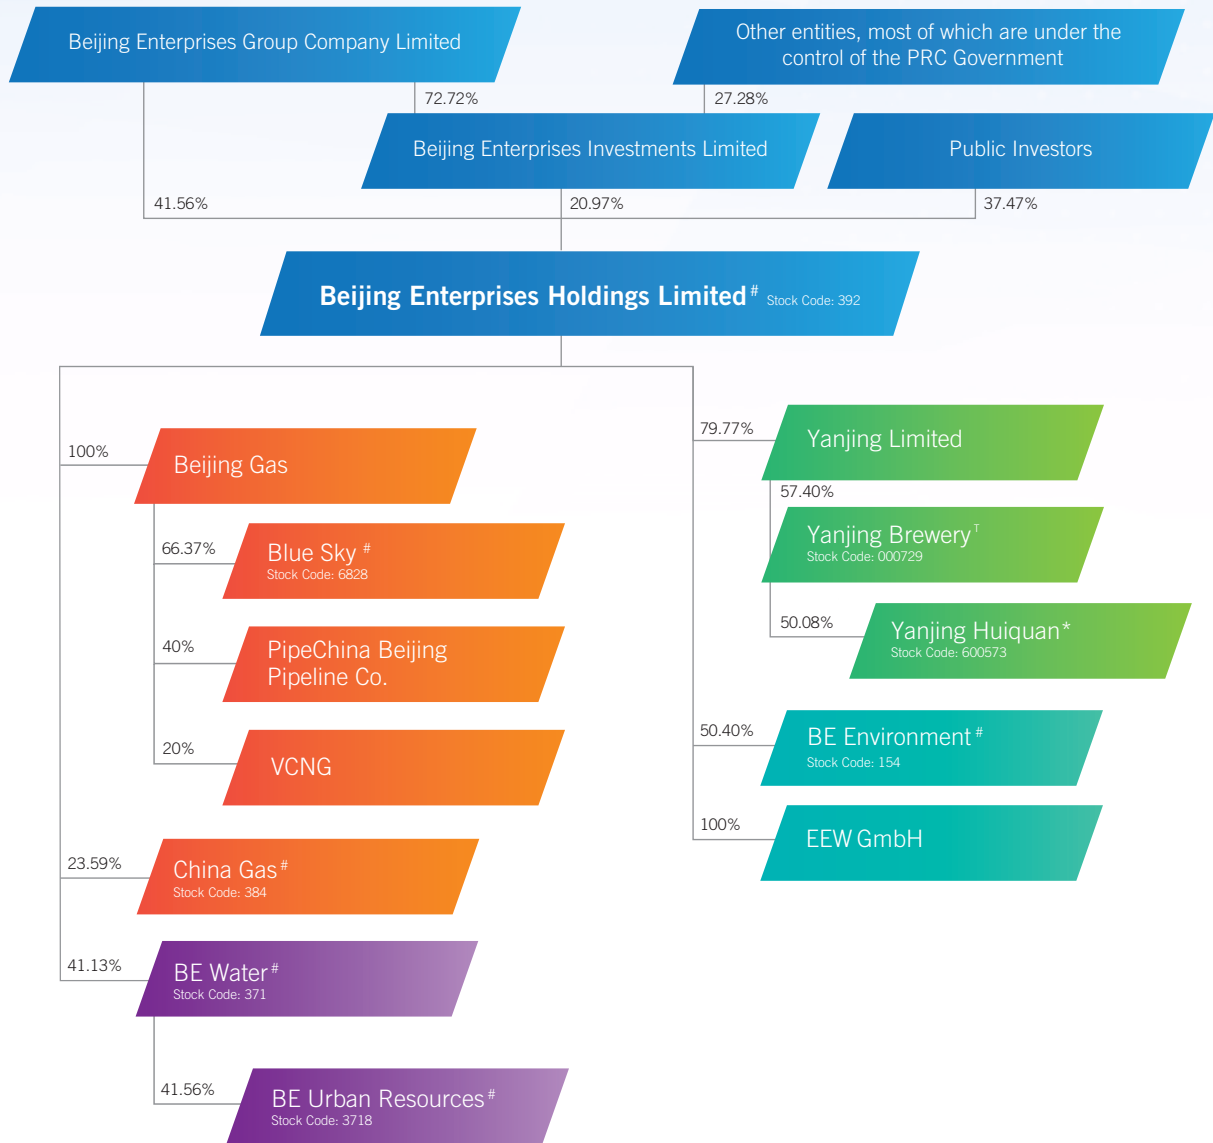 Beijing Enterprises Group Company Limited
Other entities, most of which are under the
control of the PRC Government
72.72%
27.28%
Beijing Enterprises Investments Limited
Public Investors
41.56%
20.97%
37.47%
Beijing Enterprises Holdings Limited# Stock Code: 392
100%
Beijing Gas
66.37%
Blue Sky #
Stock Code: 6828
40%
PipeChina Beijing
Pipeline Co.
20%
VCNG
23.59%
China Gas#
Stock Code: 384
41.13%
BE Water#
Stock Code: 371
41.56%
BE Urban Resources#
Stock Code: 3718
79.77%
Yanjing Limited
57.40%
Yanjing BreweryT
Stock Code: 000729
50.08%
Yanjing Huiquan*
Stock Code: 600573
50.40%
BE Environment#
Stock Code: 154
100%
EEW GmbH